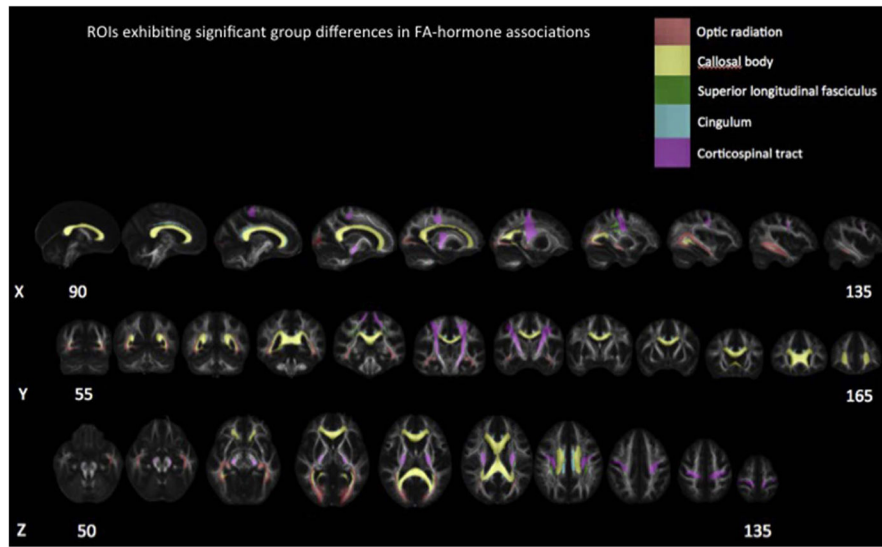 ROIs exhibiting significant group differences in FA-hormone associations
Optic radiation
Callosal body
Superior longitudinal fasciculus
Cingulum
Corticospinal tract
X 90 135
Y 55 165
Z 50 135